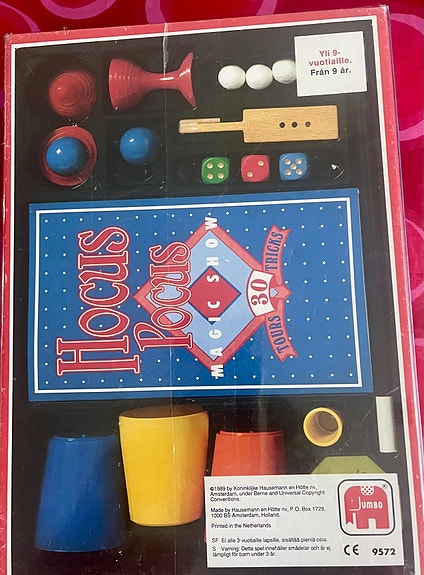 Yli 9-
vuotiaille.
Från 9 år.
HOCUS
POCUS
MAGIC SHOW
30
TOURS TRICKS
©1989 by Koninklijke Hausemann en Hötte nv,
Amsterdam, under Berne and Universal Copyright
Conventions.
Made by Hausemann en Hötte nv, P.O. Box 1729,
1000 BS Amsterdam, Holland.
Printed in the Netherlands
SF Ei alle 3-vuotiaille lapsille, sisältää pieniä osia.
S Varning: Detta spel innehåller smådelar och är ej
lämpligt för barn under 3 år.
JUMBO
CE 9572